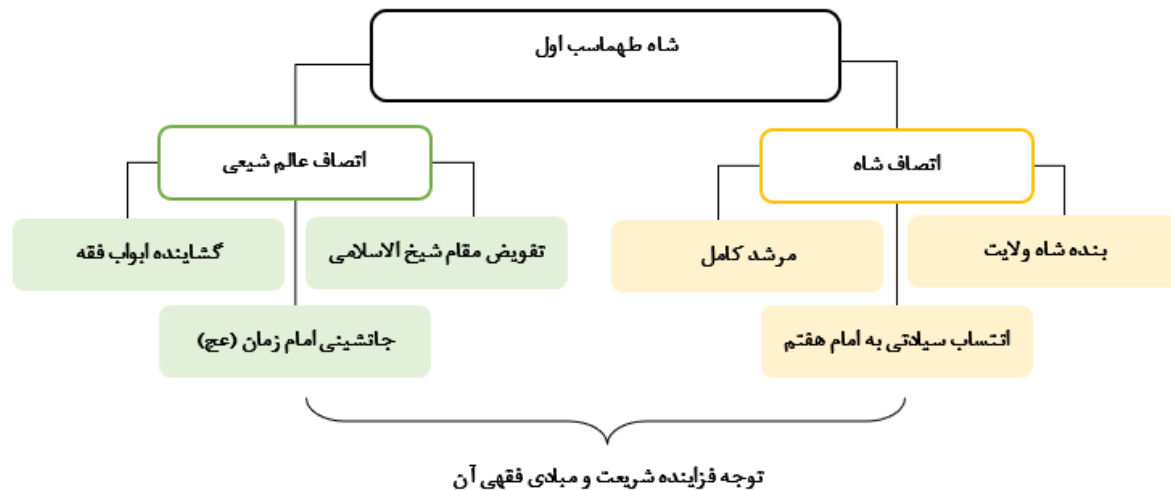 شاه طهماسب اول
اتصاف شاه
اتصاف عالم شیعی
بنده شاه ولایت
مرشد کامل
تفویض مقام شیخ الاسلامی
گشاینده ابواب فقه
انتساب سیادتی به امام هفتم
جانشینی امام زمان (عج)
توجه فزاینده شریعت و مبادی فقهی آن